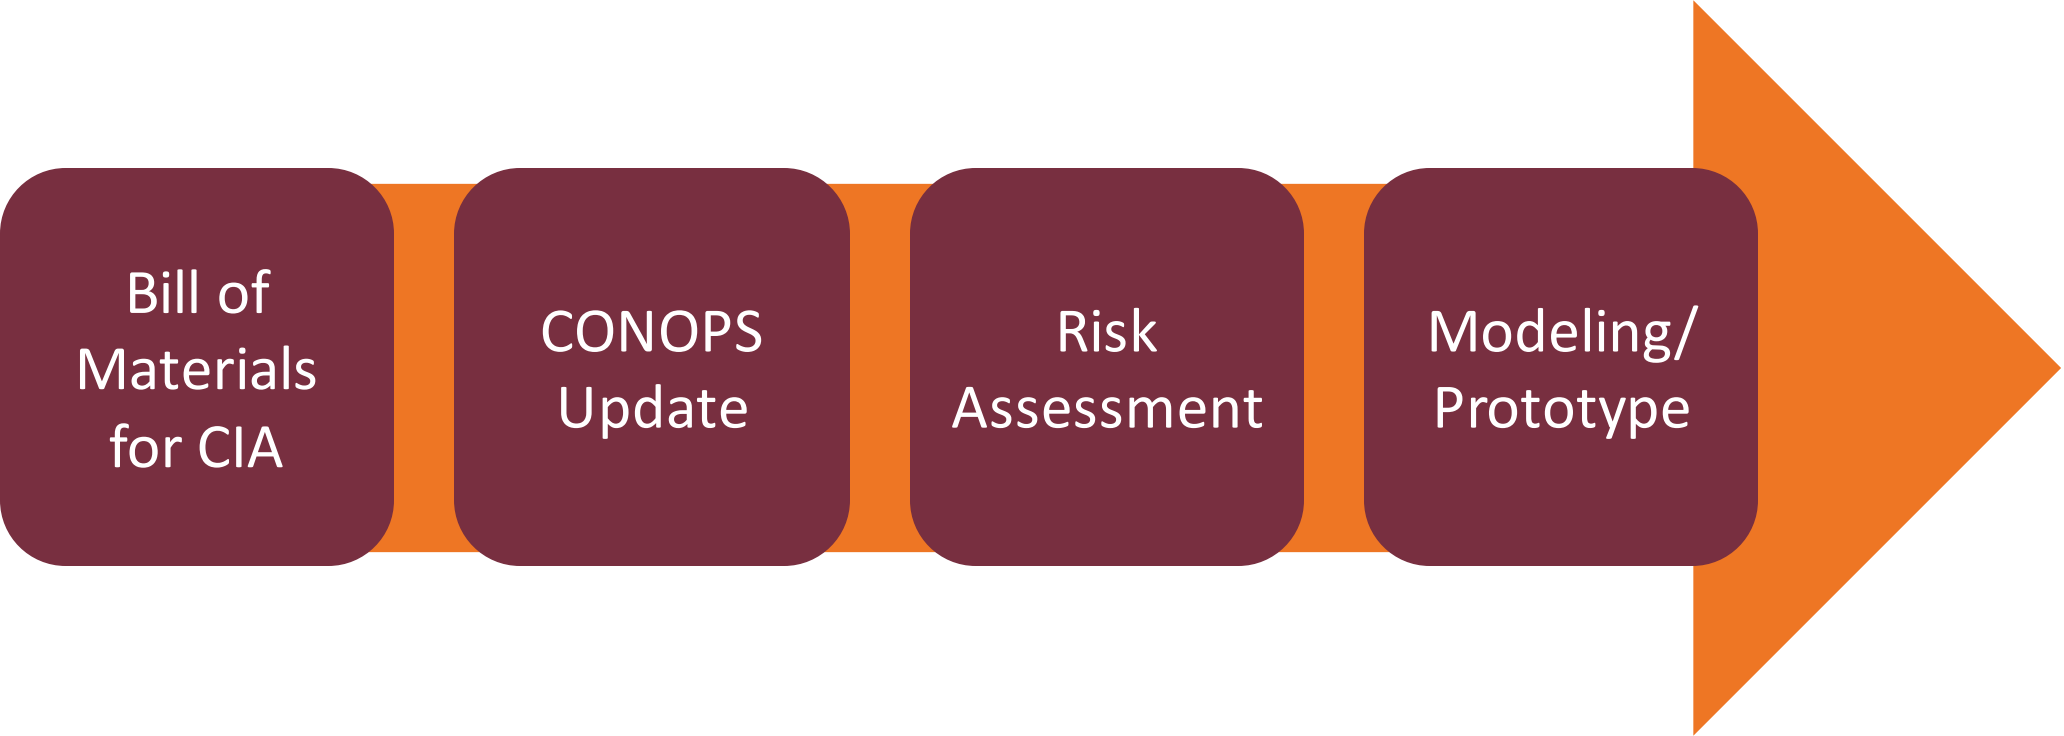 Bill of
Materials
for CIA
CONOPS
Update
Risk
Assessment
Modeling/
Prototype